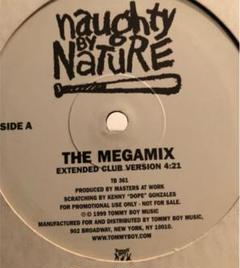 naughty
BY
NATURE
SIDE A
THE MEGAMIX
EXTENDED CLUB VERSION 4:21
TB 361
PRODUCED BY MASTERS AT WORK
SCRATCHING BY KENNY "DOPE" GONZALES
FOR PROMOTIONAL USE ONLY - NOT FOR SALE.
℗ © 1999 TOMMY BOY MUSIC
MANUFACTURED FOR AND DISTRIBUTED BY TOMMY BOY MUSIC,
902 BROADWAY, NEW YORK, NY 10010.
WWW.TOMMYBOY.COM